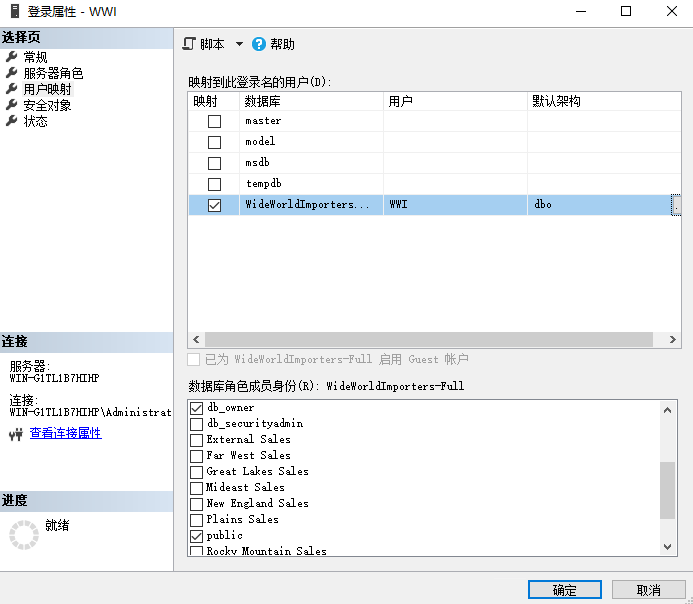 登录属性 - WWI
选择页
常规
服务器角色
用户映射
安全对象
状态
连接
服务器:
WIN-G1TL1B7HIHP
连接:
WIN-G1TL1B7HIHP\Administrat
查看连接属性
进度
就绪
脚本 帮助
映射到此登录名的用户(D):
映射 数据库 用户 默认架构
master
model
msdb
tempdb
WideWorldImporters... WWI dbo
已为 WideWorldImporters-Full 启用 Guest 帐户
数据库角色成员身份(R): WideWorldImporters-Full
db_owner
db_securityadmin
External Sales
Far West Sales
Great Lakes Sales
Mideast Sales
New England Sales
Plains Sales
public
Rocky Mountain Sales
确定 取消